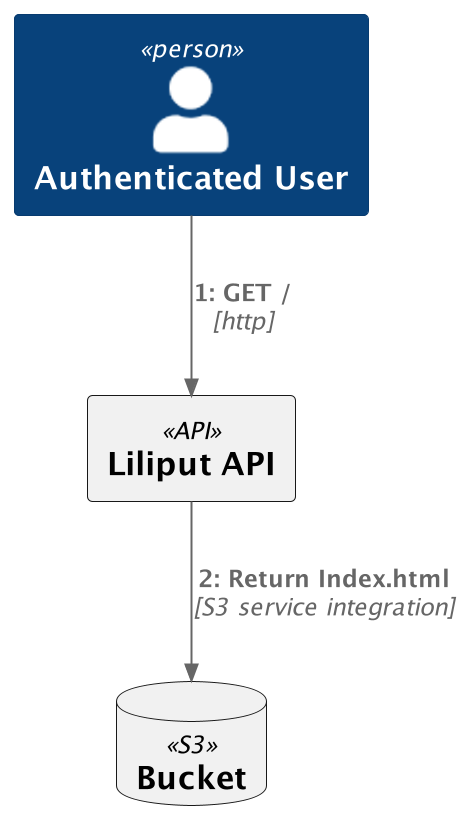 «person»
Authenticated User
1: GET /
[http]
«API»
Liliput API
2: Return Index.html
[S3 service integration]
«S3»
Bucket